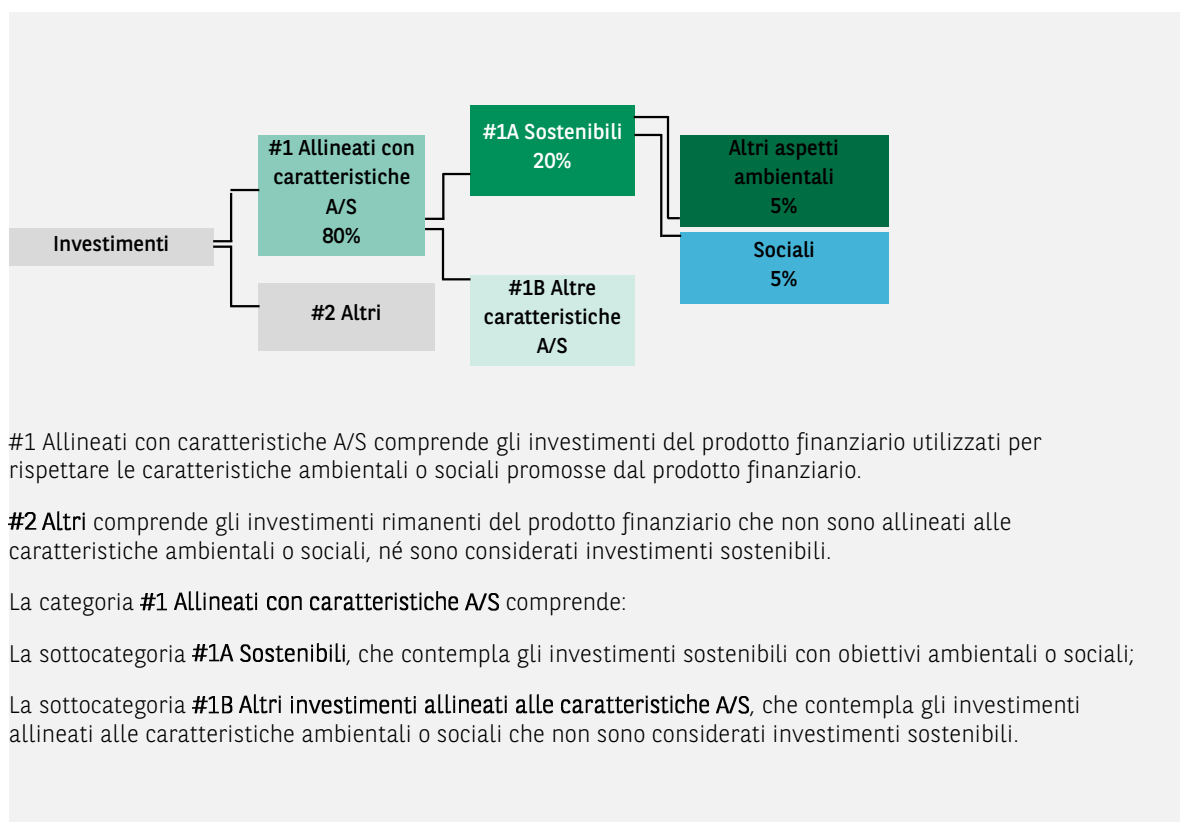 Investimenti
#1 Allineati con
caratteristiche
A/S
80%
#2 Altri
#1A Sostenibili
20%
#1B Altre
caratteristiche
A/S
Altri aspetti
ambientali
5%
Sociali
5%
#1 Allineati con caratteristiche A/S comprende gli investimenti del prodotto finanziario utilizzati per
rispettare le caratteristiche ambientali o sociali promosse dal prodotto finanziario.
#2 Altri comprende gli investimenti rimanenti del prodotto finanziario che non sono allineati alle
caratteristiche ambientali o sociali, né sono considerati investimenti sostenibili.
La categoria #1 Allineati con caratteristiche A/S comprende:
La sottocategoria #1A Sostenibili, che contempla gli investimenti sostenibili con obiettivi ambientali o sociali;
La sottocategoria #1B Altri investimenti allineati alle caratteristiche A/S, che contempla gli investimenti
allineati alle caratteristiche ambientali o sociali che non sono considerati investimenti sostenibili.